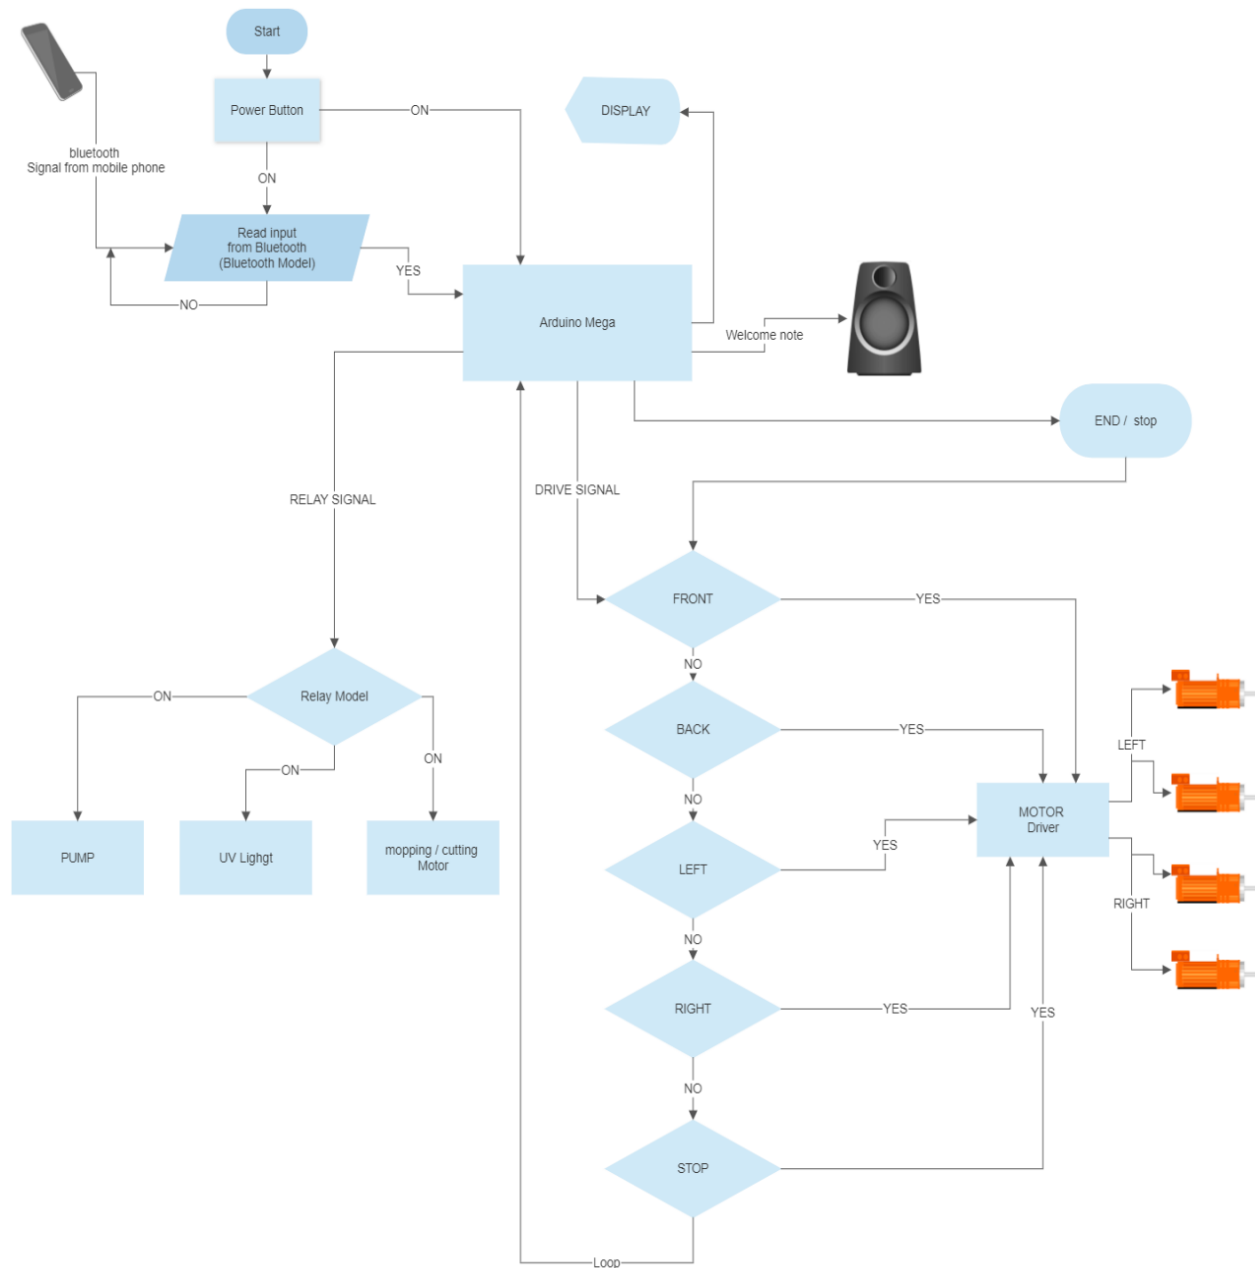 Start
Power Button
ON
DISPLAY
bluetooth
Signal from mobile phone
ON
Read input
from Bluetooth
(Bluetooth Model)
YES
NO
Arduino Mega
Welcome note
END /  stop
RELAY SIGNAL
DRIVE SIGNAL
FRONT
YES
NO
Relay Model
ON
ON
ON
BACK
YES
LEFT
NO
PUMP
UV Lighgt
mopping / cutting
Motor
MOTOR
Driver
LEFT
YES
RIGHT
NO
RIGHT
YES
YES
NO
STOP
Loop